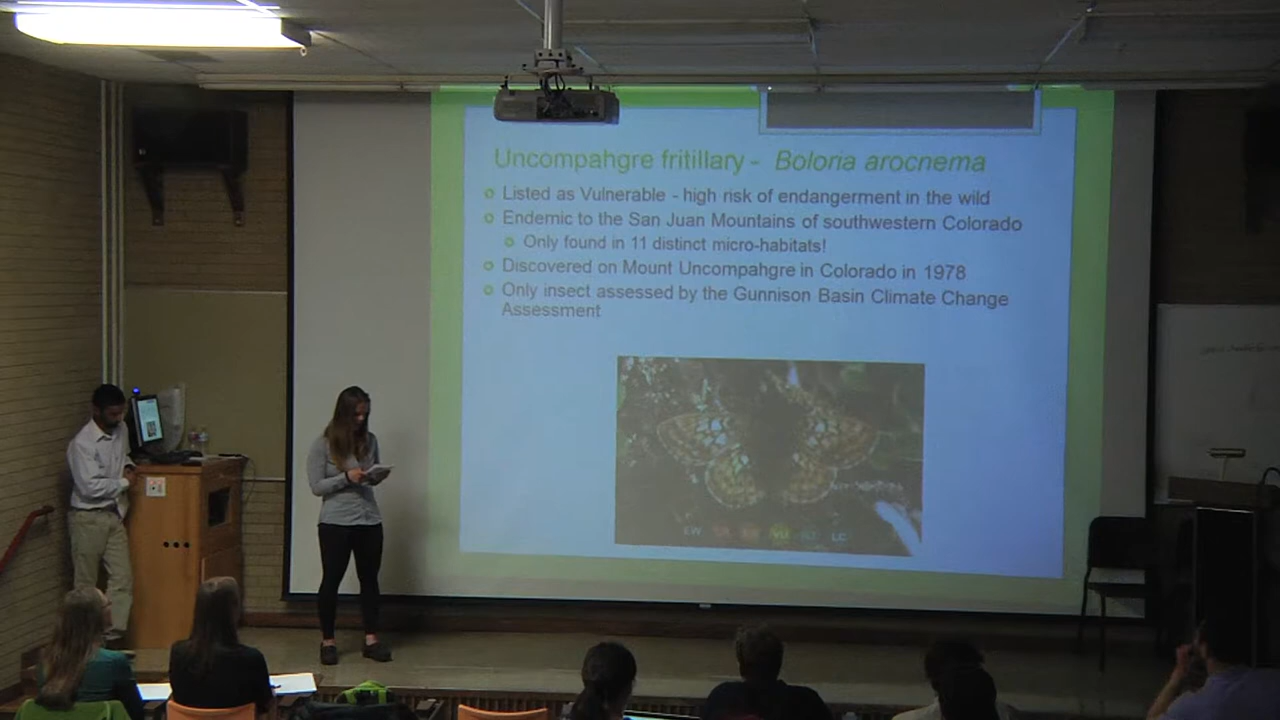 Uncompahgre fritillary - Boloria arocnema
Listed as Vulnerable - high risk of endangerment in the wild
Endemic to the San Juan Mountains of southwestern Colorado
Only found in 11 distinct micro-habitats!
Discovered on Mount Uncompahgre in Colorado in 1978
Only insect assessed by the Gunnison Basin Climate Change
Assessment
EW
VU
LC